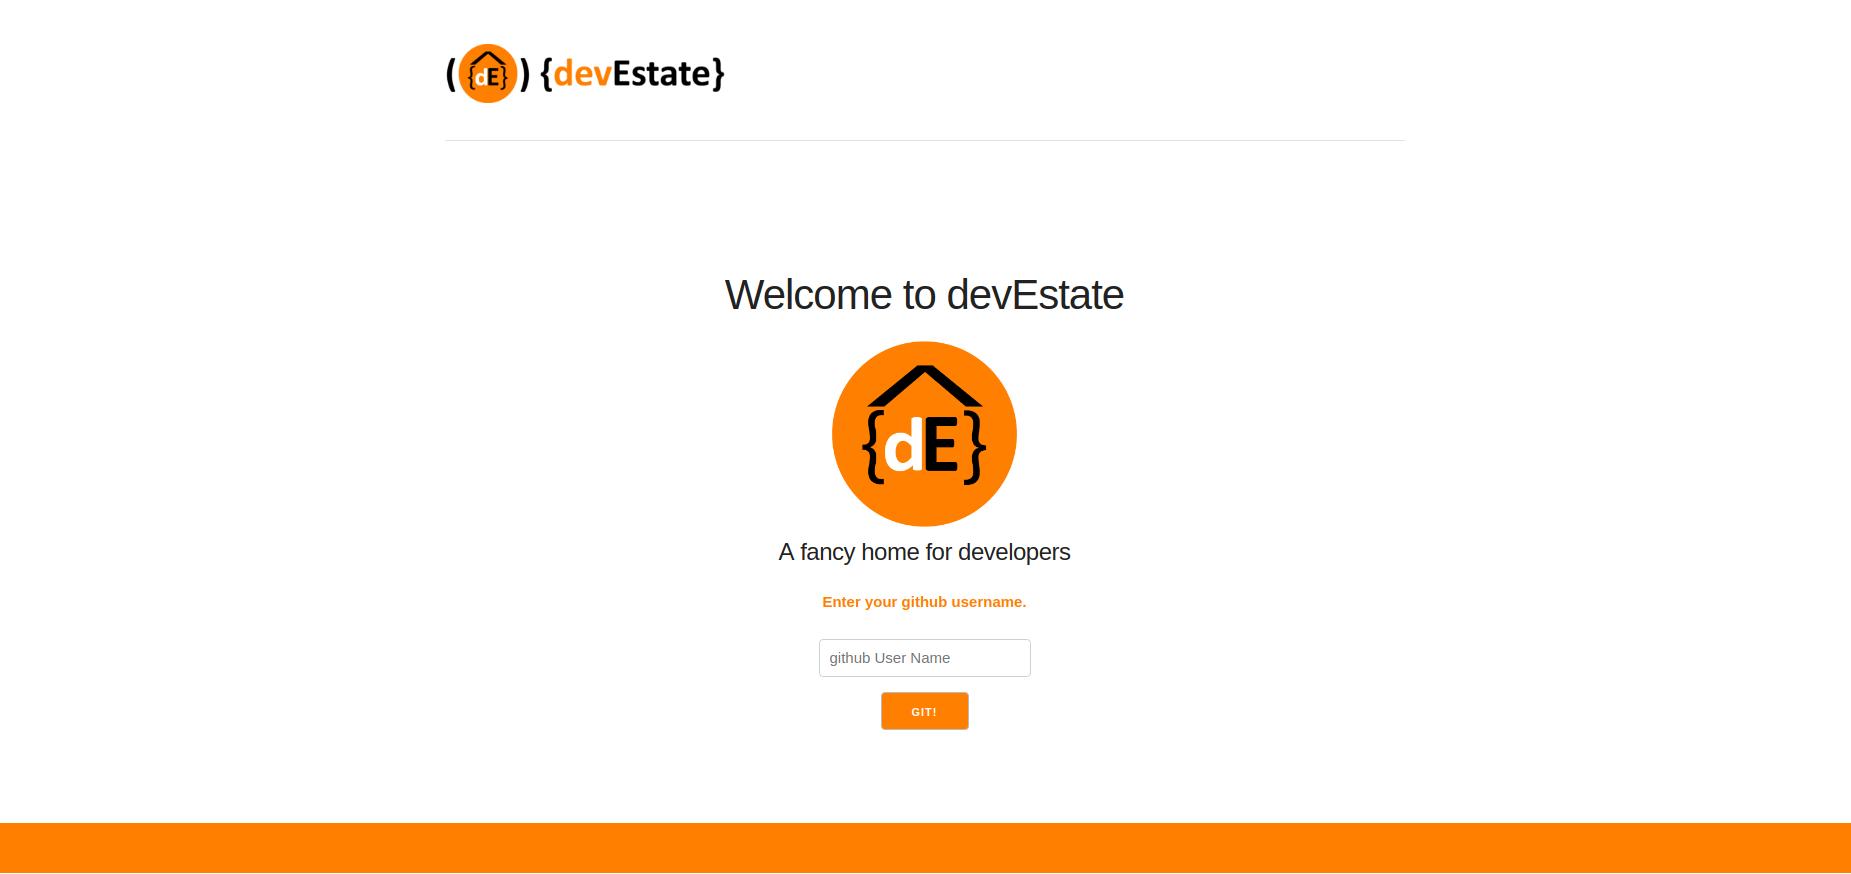 ({dE}) {devEstate}
Welcome to devEstate
{dE}
A fancy home for developers
Enter your github username.
github User Name
GIT!